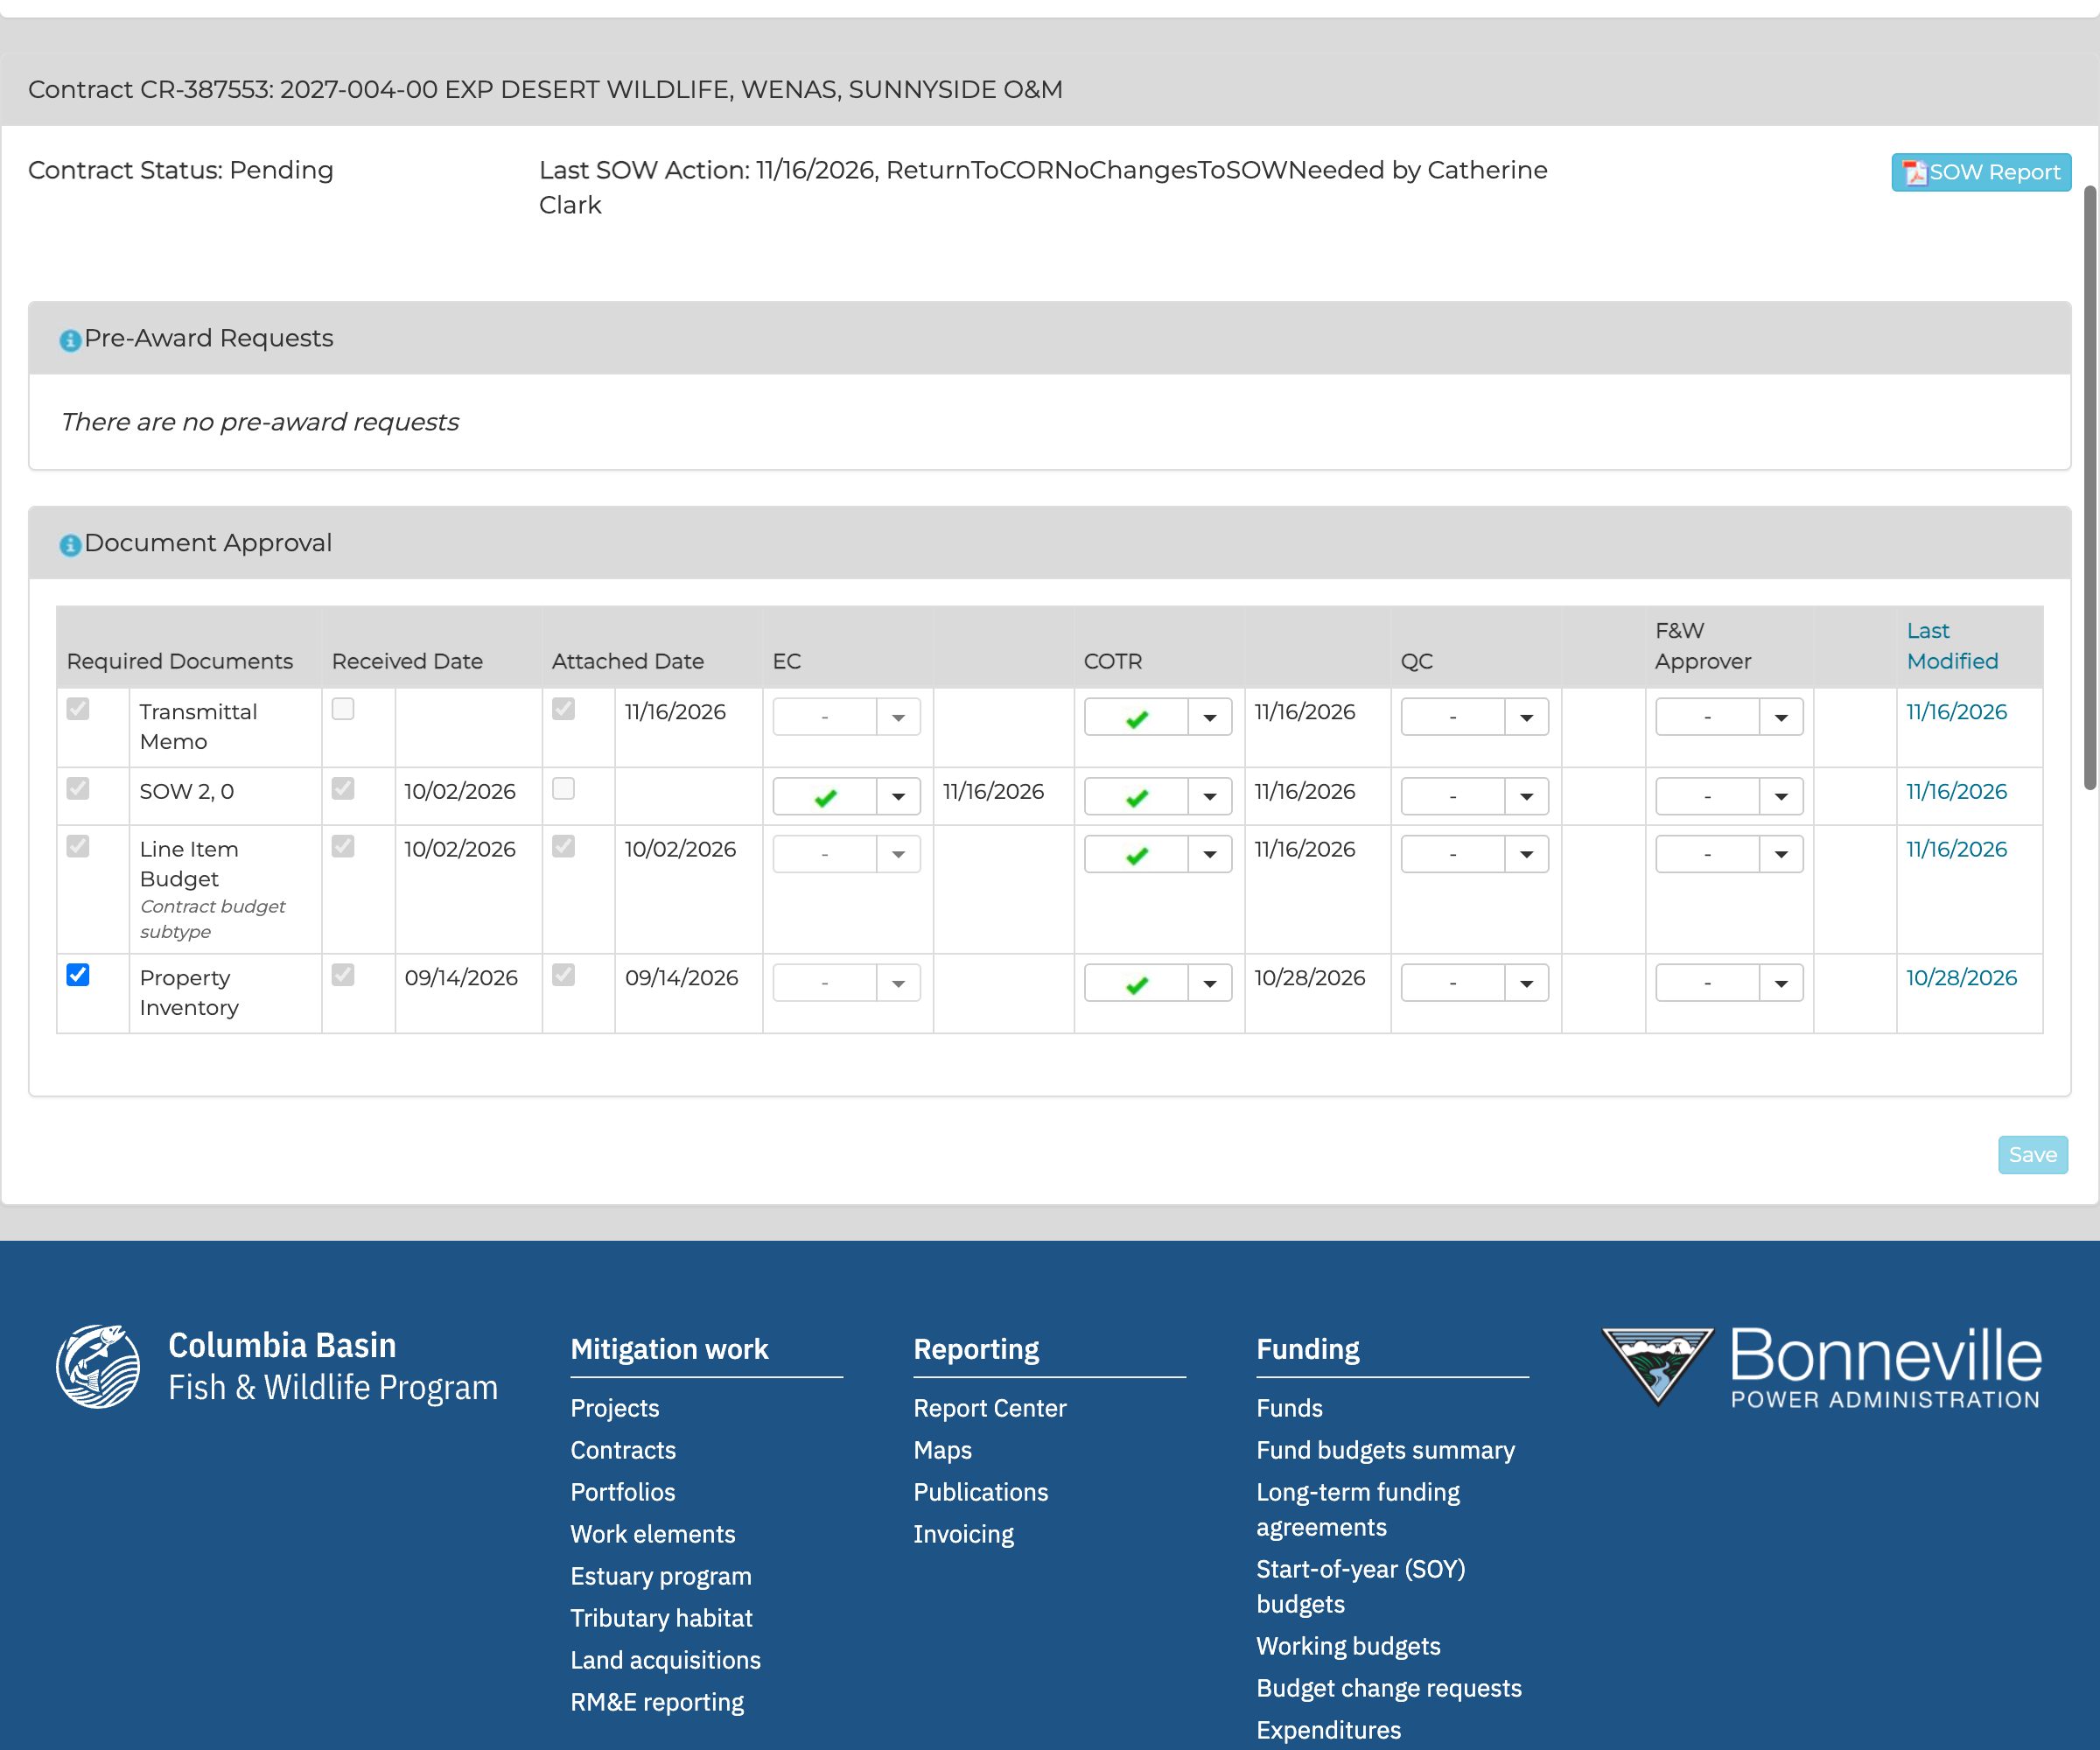 Contract CR-387553: 2027-004-00 EXP DESERT WILDLIFE, WENAS, SUNNYSIDE O&M
Contract Status: Pending
Last SOW Action: 11/16/2026, ReturnToCORNoChangesToSOWNeeded by Catherine
Clark
SOW Report
Pre-Award Requests
There are no pre-award requests
Document Approval
Required Documents Received Date Attached Date EC COTR QC F&W Approver Last Modified
Transmittal Memo 11/16/2026 - 11/16/2026 - - 11/16/2026
SOW 2, 0 10/02/2026 11/16/2026 11/16/2026 - - 11/16/2026
Line Item Budget 10/02/2026 10/02/2026 - 11/16/2026 - - 11/16/2026
Contract budget subtype
Property Inventory 09/14/2026 09/14/2026 - 10/28/2026 - - 10/28/2026
Save
Columbia Basin
Fish & Wildlife Program
Mitigation work
Projects
Contracts
Portfolios
Work elements
Estuary program
Tributary habitat
Land acquisitions
RM&E reporting
Reporting
Report Center
Maps
Publications
Invoicing
Funding
Funds
Fund budgets summary
Long-term funding
agreements
Start-of-year (SOY)
budgets
Working budgets
Budget change requests
Expenditures
Bonneville
POWER ADMINISTRATION